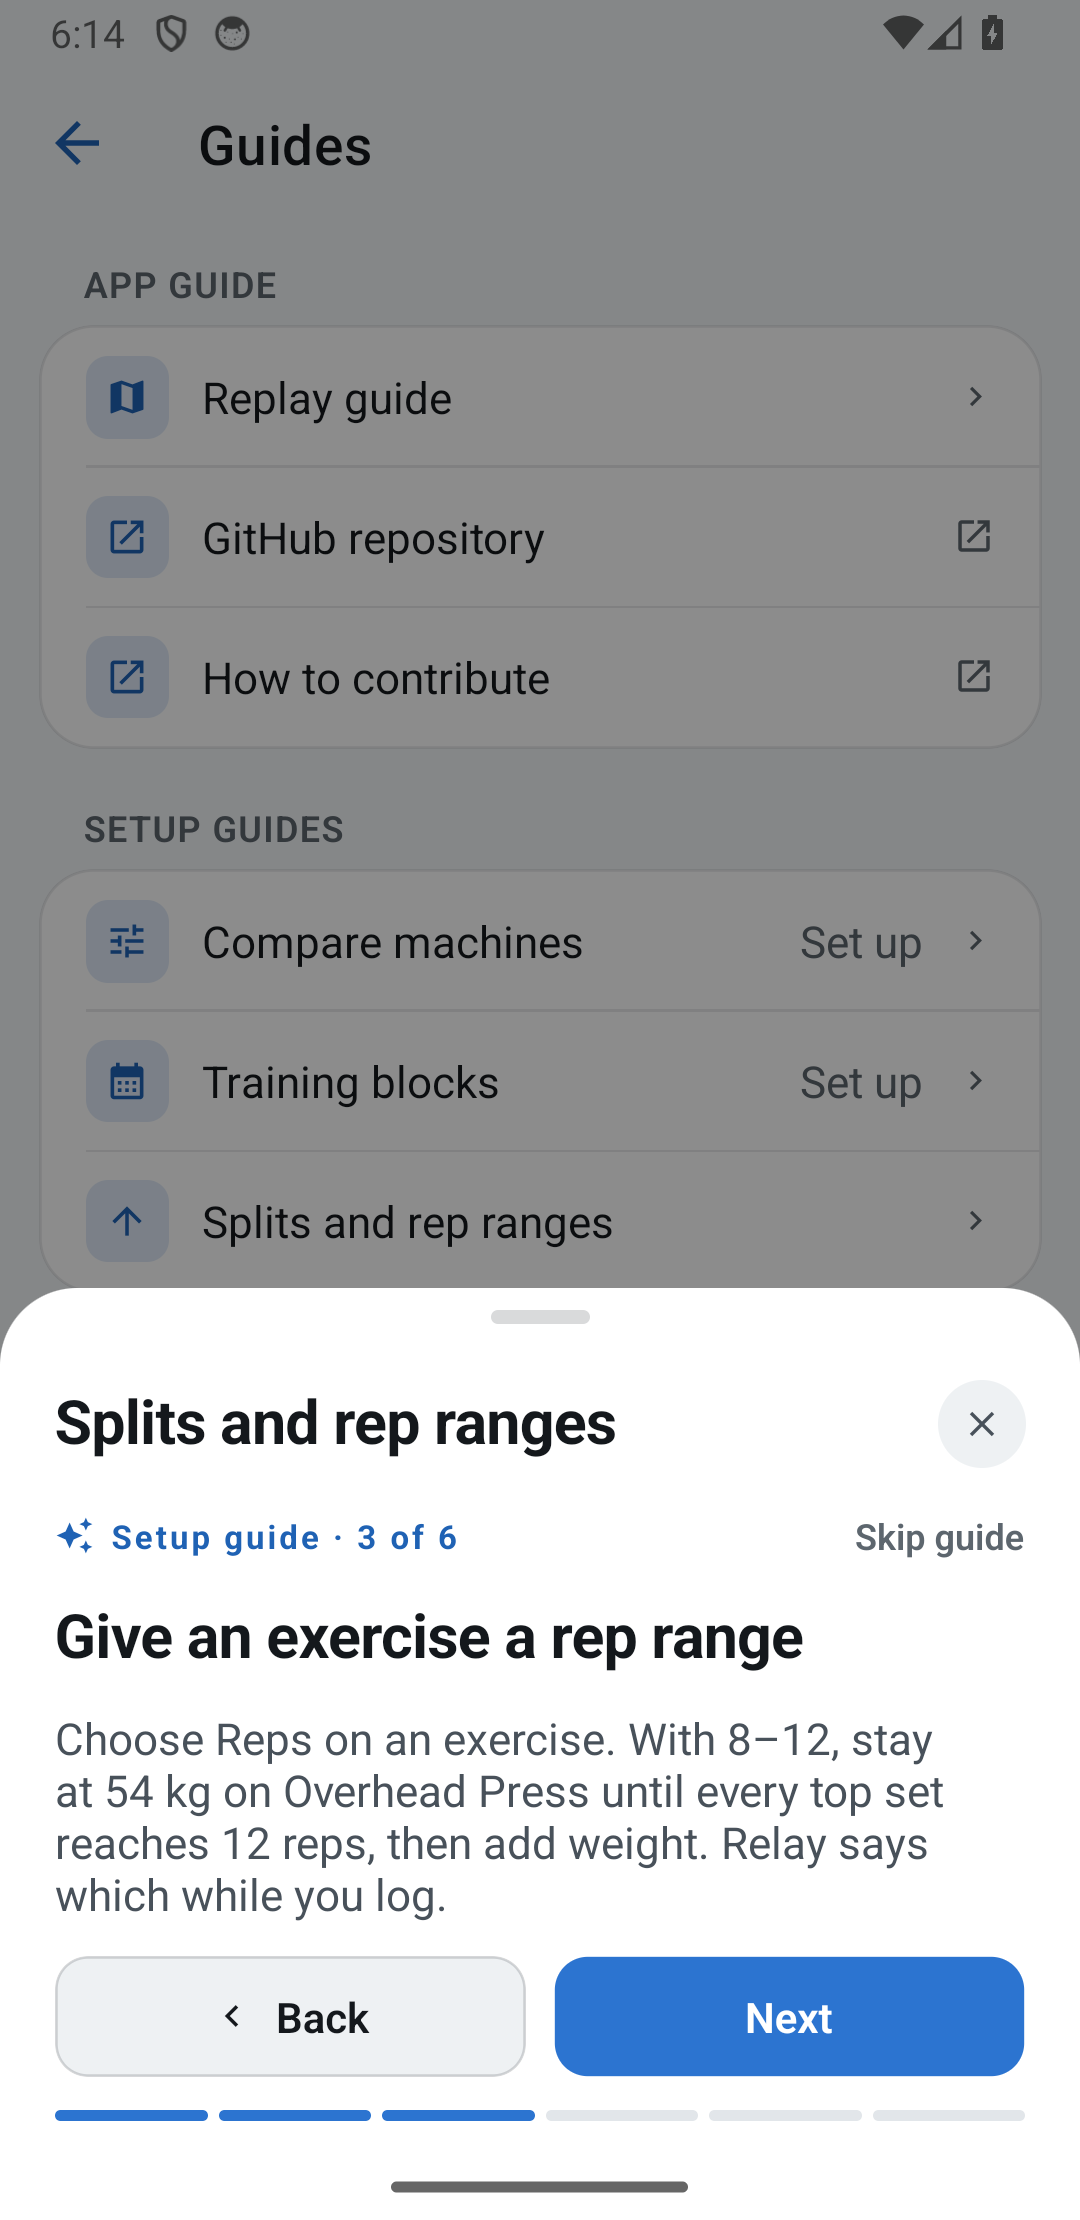 6:14
Guides
APP GUIDE
Replay guide
GitHub repository
How to contribute
SETUP GUIDES
Compare machines Set up
Training blocks Set up
Splits and rep ranges
Splits and rep ranges
Setup guide · 3 of 6 Skip guide
Give an exercise a rep range
Choose Reps on an exercise. With 8–12, stay
at 54 kg on Overhead Press until every top set
reaches 12 reps, then add weight. Relay says
which while you log.
Back Next